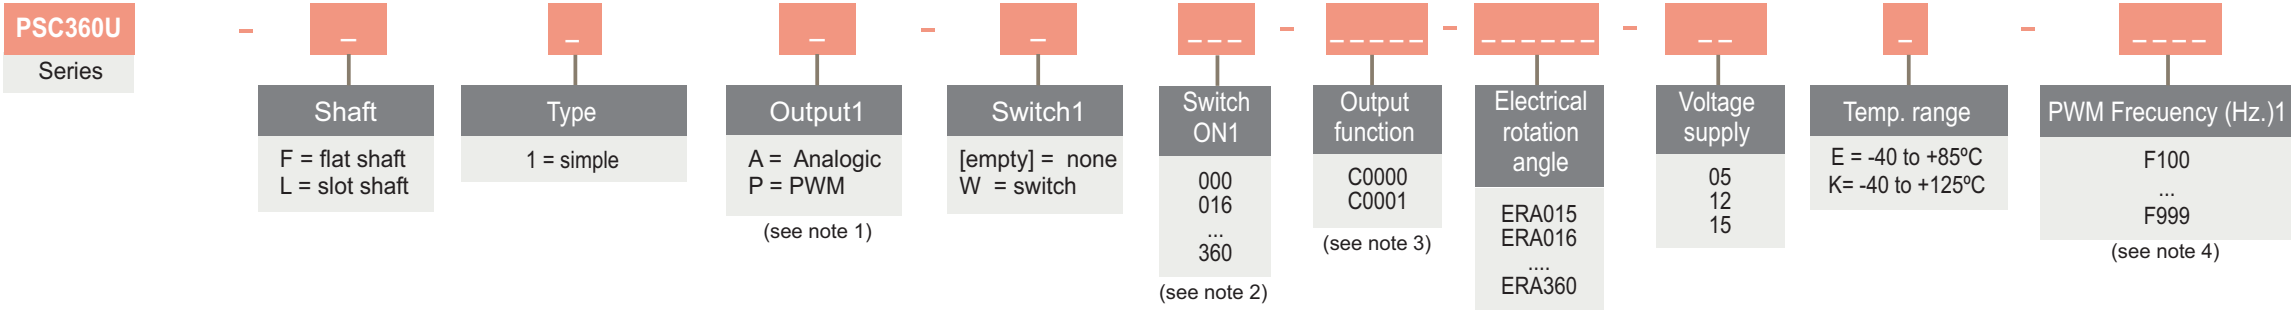 PSC360U - _ _ _ - _ _ _ _ - _ _ _ _ _ - _ _ _ _ _ _ - _ _ _ - _ _ _ _
Series
Shaft
F = flat shaft
L = slot shaft
Type
1 = simple
Output1
A = Analogic
P = PWM
(see note 1)
Switch1
[empty] = none
W = switch
Switch
ON1
000
016
...
360
(see note 2)
Output
function
C0000
C0001
(see note 3)
Electrical
rotation
angle
ERA015
ERA016
....
ERA360
Voltage
supply
05
12
15
Temp. range
E = -40 to +85ºC
K= -40 to +125ºC
PWM Frecuency (Hz.)1
F100
...
F999
(see note 4)